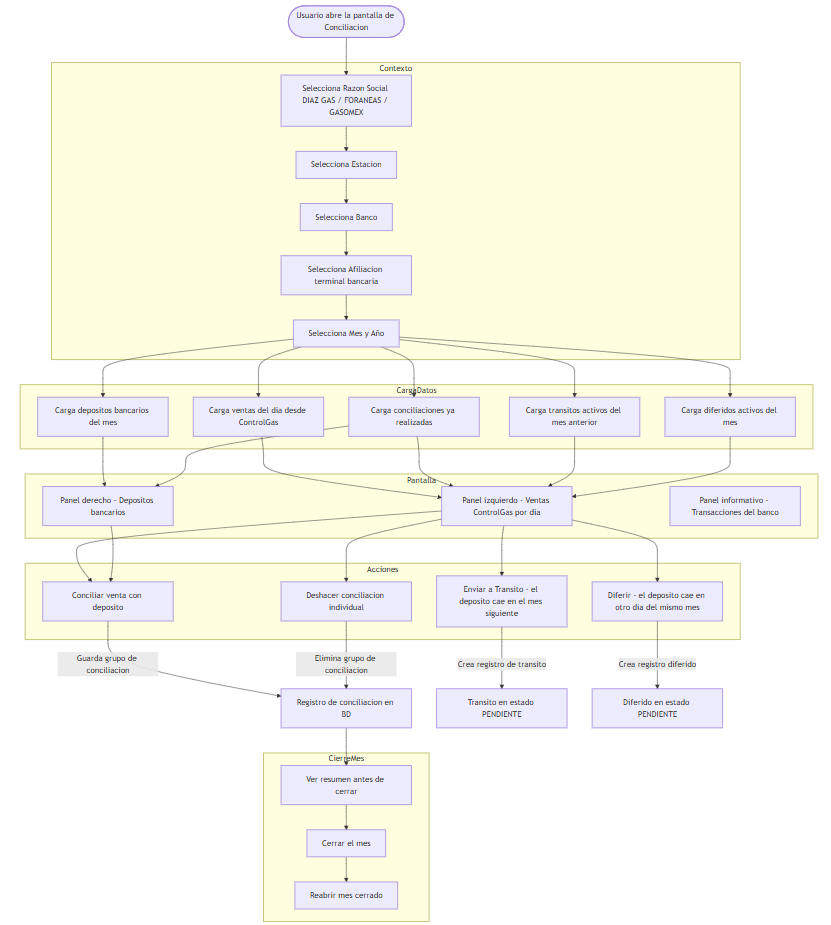 Usuario abre la pantalla de
Conciliacion
Contexto
Selecciona Razon Social
DIAZ GAS / FORANEAS /
GASOMEX
Selecciona Estacion
Selecciona Banco
Selecciona Afiliacion
terminal bancaria
Selecciona Mes y Año
CargaDatos
Carga depositos bancarios
del mes
Carga ventas del dia desde
ControlGas
Carga conciliaciones ya
realizadas
Carga transitos activos del
mes anterior
Carga diferidos activos del
mes
Pantalla
Panel derecho - Depositos
bancarios
Panel izquierdo - Ventas
ControlGas por dia
Panel informativo -
Transacciones del banco
Acciones
Conciliar venta con
deposito
Deshacer conciliacion
individual
Enviar a Transito - el
deposito cae en el mes
siguiente
Diferir - el deposito cae en
otro dia del mismo mes
Guarda grupo de
conciliacion
Elimina grupo de
conciliacion
Crea registro de transito
Crea registro diferido
Registro de conciliacion en
BD
Transito en estado
PENDIENTE
Diferido en estado
PENDIENTE
CierreMes
Ver resumen antes de
cerrar
Cerrar el mes
Reabrir mes cerrado